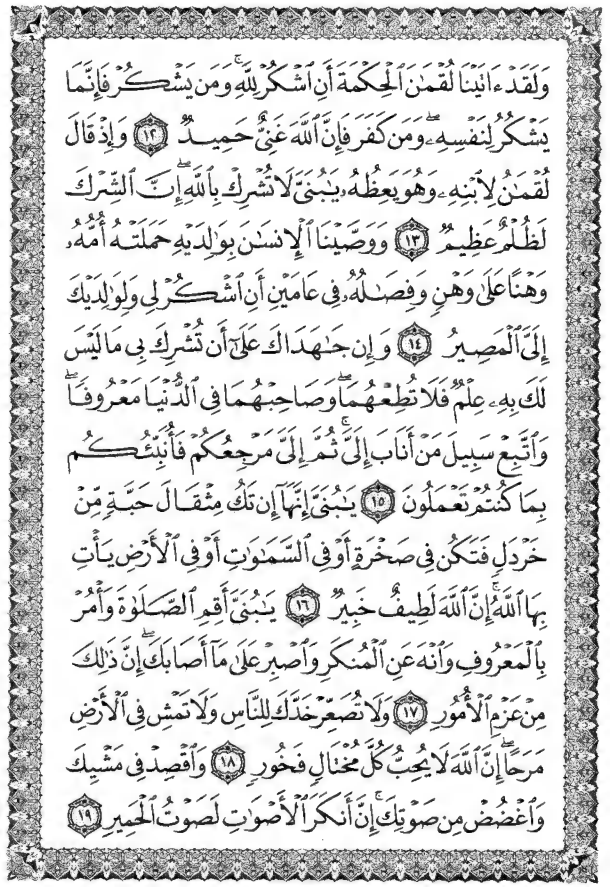 وَلَقَدْ ءَاتَيْنَا لُقْمَٰنَ ٱلْحِكْمَةَ أَنِ ٱشْكُرْ لِلَّهِ ۚ وَمَن يَشْكُرْ فَإِنَّمَا
يَشْكُرُ لِنَفْسِهِۦ ۖ وَمَن كَفَرَ فَإِنَّ ٱللَّهَ غَنِىٌّ حَمِيدٌ ١٢ وَإِذْ قَالَ
لُقْمَٰنُ لِٱبْنِهِۦ وَهُوَ يَعِظُهُۥ يَٰبُنَىَّ لَا تُشْرِكْ بِٱللَّهِ ۖ إِنَّ ٱلشِّرْكَ
لَظُلْمٌ عَظِيمٌ ١٣ وَوَصَّيْنَا ٱلْإِنسَٰنَ بِوَٰلِدَيْهِ حَمَلَتْهُ أُمُّهُۥ
وَهْنًا عَلَىٰ وَهْنٍ وَفِصَٰلُهُۥ فِى عَامَيْنِ أَنِ ٱشْكُرْ لِى وَلِوَٰلِدَيْكَ
إِلَىَّ ٱلْمَصِيرُ ١٤ وَإِن جَٰهَدَاكَ عَلَىٰٓ أَن تُشْرِكَ بِى مَا لَيْسَ
لَكَ بِهِۦ عِلْمٌ فَلَا تُطِعْهُمَا ۖ وَصَاحِبْهُمَا فِى ٱلدُّنْيَا مَعْرُوفًا ۖ
وَٱتَّبِعْ سَبِيلَ مَنْ أَنَابَ إِلَىَّ ۚ ثُمَّ إِلَىَّ مَرْجِعُكُمْ فَأُنَبِّئُكُم
بِمَا كُنتُمْ تَعْمَلُونَ ١٥ يَٰبُنَىَّ إِنَّهَآ إِن تَكُ مِثْقَالَ حَبَّةٍ مِّنْ
خَرْدَلٍ فَتَكُن فِى صَخْرَةٍ أَوْ فِى ٱلسَّمَٰوَٰتِ أَوْ فِى ٱلْأَرْضِ يَأْتِ
بِهَا ٱللَّهُ ۚ إِنَّ ٱللَّهَ لَطِيفٌ خَبِيرٌ ١٦ يَٰبُنَىَّ أَقِمِ ٱلصَّلَوٰةَ وَأْمُرْ
بِٱلْمَعْرُوفِ وَٱنْهَ عَنِ ٱلْمُنكَرِ وَٱصْبِرْ عَلَىٰ مَآ أَصَابَكَ ۖ إِنَّ ذَٰلِكَ
مِنْ عَزْمِ ٱلْأُمُورِ ١٧ وَلَا تُصَعِّرْ خَدَّكَ لِلنَّاسِ وَلَا تَمْشِ فِى ٱلْأَرْضِ
مَرَحًا ۖ إِنَّ ٱللَّهَ لَا يُحِبُّ كُلَّ مُخْتَالٍ فَخُورٍ ١٨ وَٱقْصِدْ فِى مَشْيِكَ
وَٱغْضُضْ مِن صَوْتِكَ ۚ إِنَّ أَنكَرَ ٱلْأَصْوَٰتِ لَصَوْتُ ٱلْحَمِيرِ ١٩